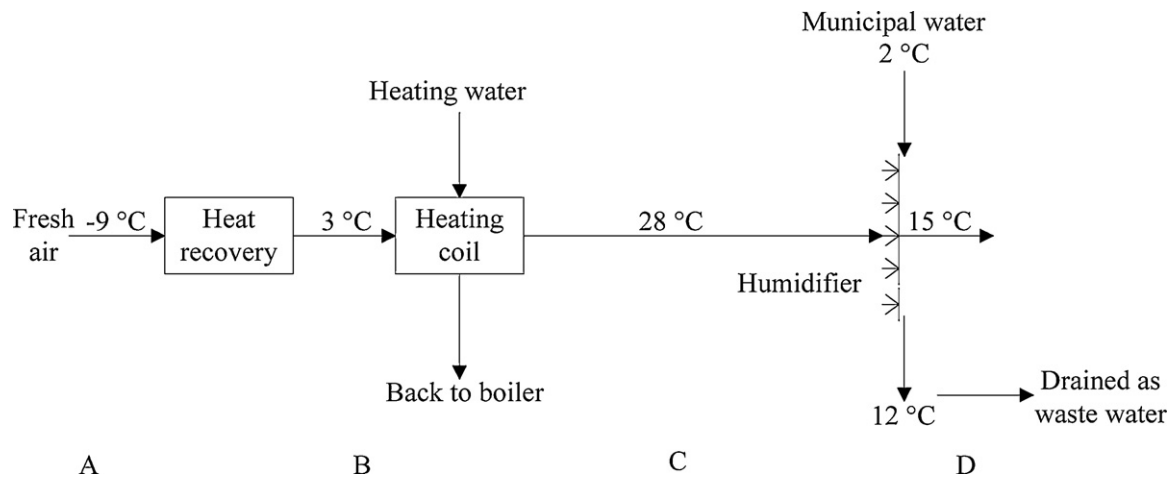 Municipal water
2 °C
Heating water
Fresh
air
-9 °C
Heat
recovery
3 °C
Heating
coil
28 °C
15 °C
Humidifier
Back to boiler
12 °C
Drained as
waste water
A
B
C
D